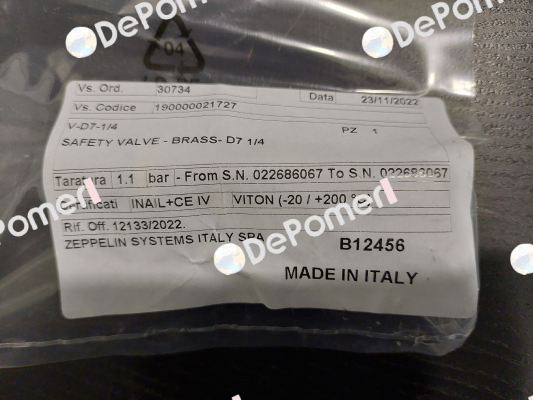 DePomeri DePomeri
04
Vs. Ord. 30734 Data 23/11/2022
Vs. Codice 190000021727
V-D7-1/4 PZ 1
SAFETY VALVE - BRASS- D7 1/4
Taratura 1.1 bar - From S.N. 022686067 To S.N. 022686067
DePomeri
INAIL+CE IV VITON (-20 / +200
Rif. Off. 12133/2022.
ZEPPELIN SYSTEMS ITALY SPA B12456
DePomeri
MADE IN ITALY